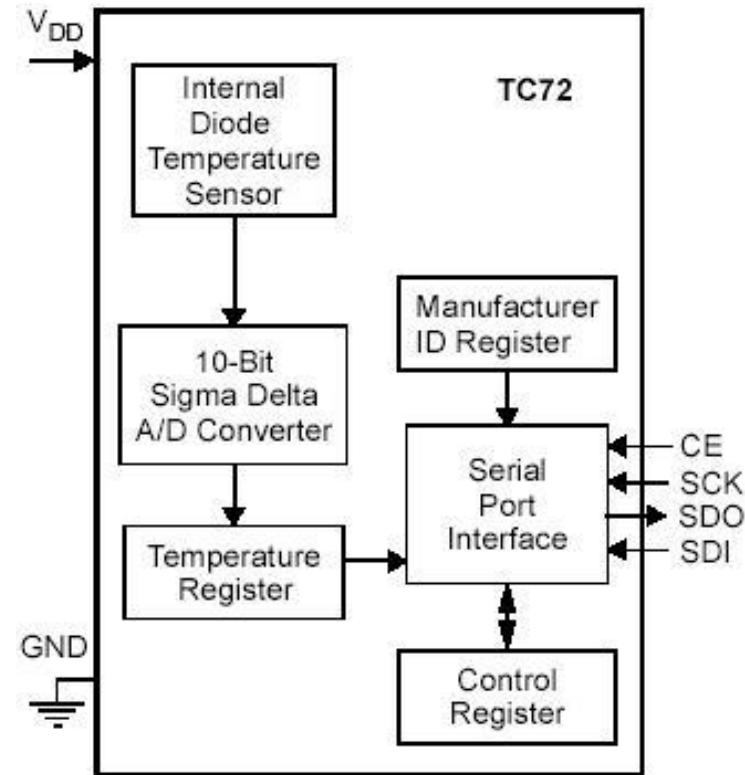 VDD
TC72
Internal
Diode
Temperature
Sensor
Manufacturer
ID Register
10-Bit
Sigma Delta
A/D Converter
Serial
Port
Interface
CE
SCK
SDO
SDI
Temperature
Register
GND
Control
Register